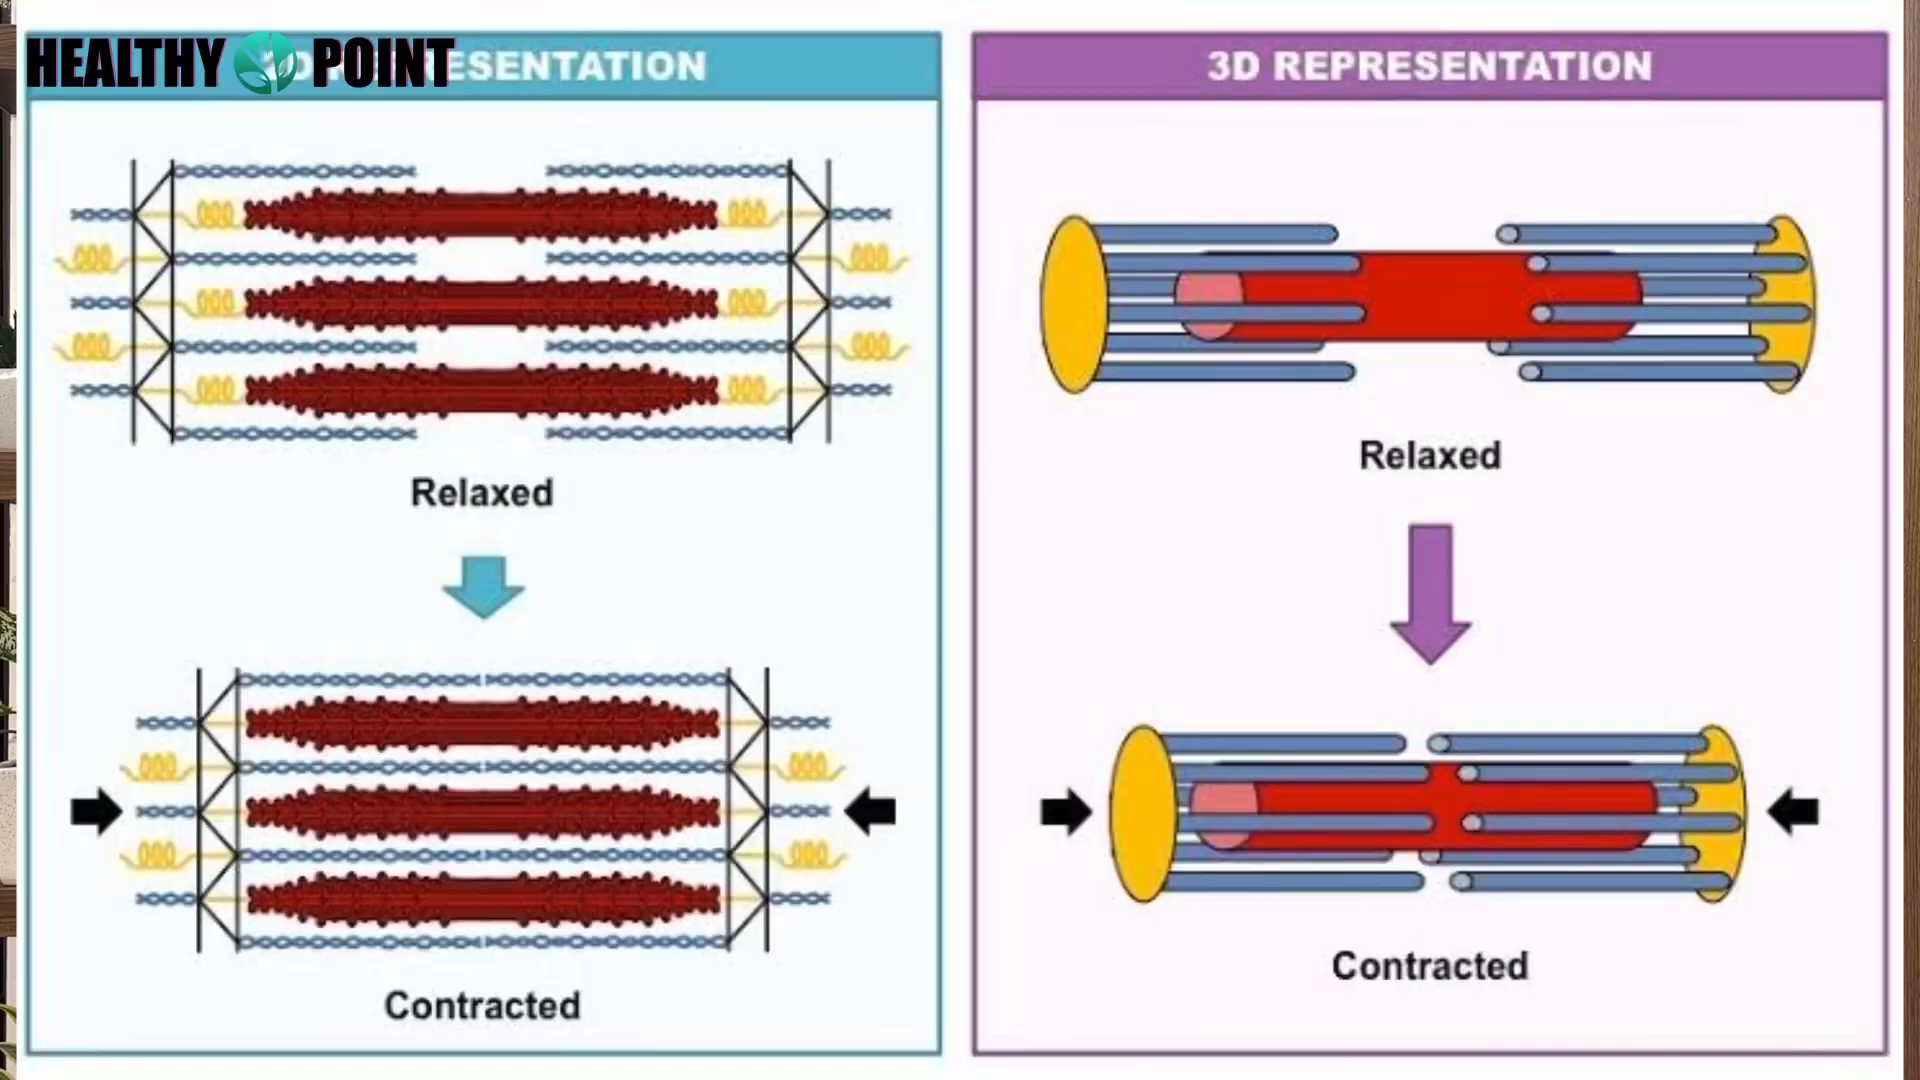 HEALTHY POINT
ESENTATION
3D REPRESENTATION
Relaxed
Relaxed
Contracted
Contracted